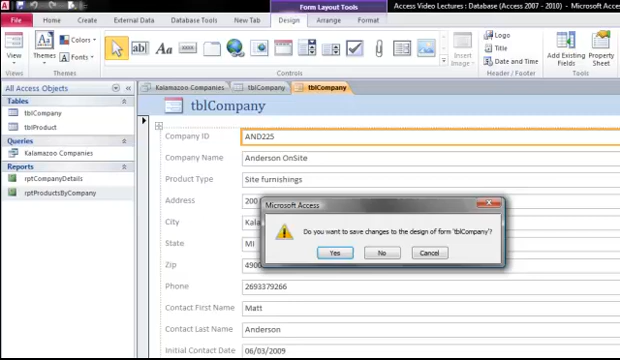 Form Layout Tools
Access Video Lectures : Database (Access 2007 - 2010) - Microsoft Access
File
Home
Create
External Data
Database Tools
New Tab
Design
Arrange
Format
View
Themes
Colors
Fonts
ab
Aa
Logo
Title
Date and Time
Add Existing
Fields
Property
Sheet
Views
Themes
Controls
Header / Footer
Tools
All Access Objects
Kalamazoo Companies
tblCompany
tblCompany
Tables
tblCompany
tblProduct
Queries
Kalamazoo Companies
Reports
rptCompanyDetails
rptProductsByCompany
tblCompany
Company ID
AND225
Company Name
Anderson OnSite
Product Type
Site furnishings
Address
200
City
Kala
State
MI
Zip
4900
Phone
2693379266
Contact First Name
Matt
Contact Last Name
Anderson
Initial Contact Date
06/03/2009
Microsoft Access
Do you want to save changes to the design of form 'tblCompany'?
Yes
No
Cancel